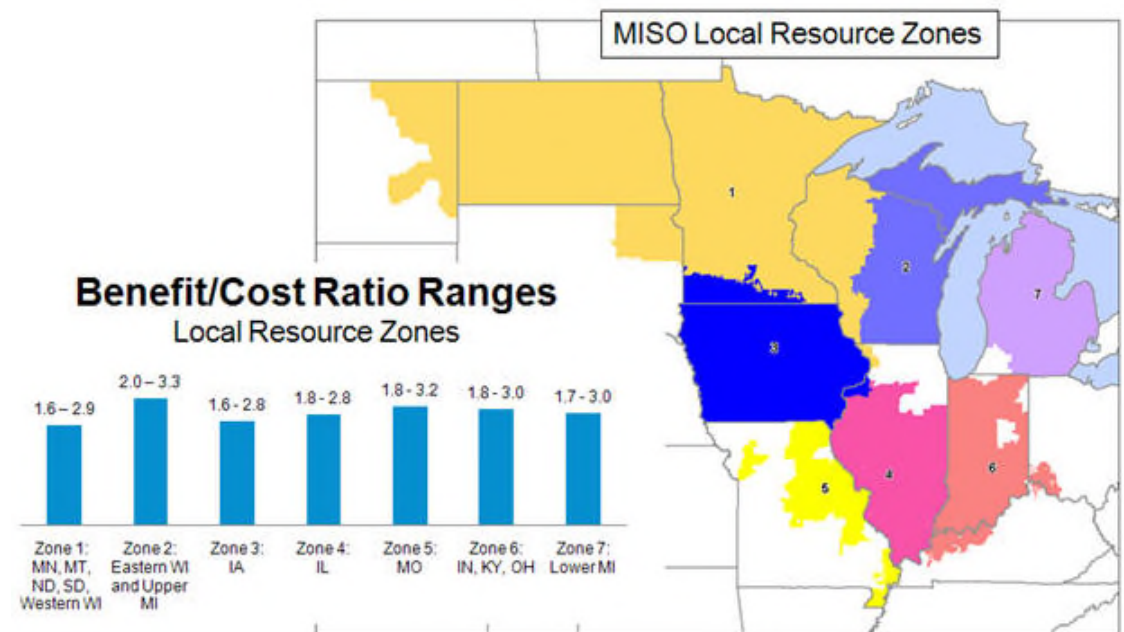 MISO Local Resource Zones
Benefit/Cost Ratio Ranges
Local Resource Zones
1.6 – 2.9
2.0 – 3.3
1.6 - 2.8
1.8 - 2.8
1.8 - 3.2
1.8 - 3.0
1.7 - 3.0
Zone 1:
MN, MT,
ND, SD,
Western WI
Zone 2:
Eastern WI
and Upper
MI
Zone 3:
IA
Zone 4:
IL
Zone 5:
MO
Zone 6:
IN, KY, OH
Zone 7:
Lower MI
1
2
7
3
4
6
5